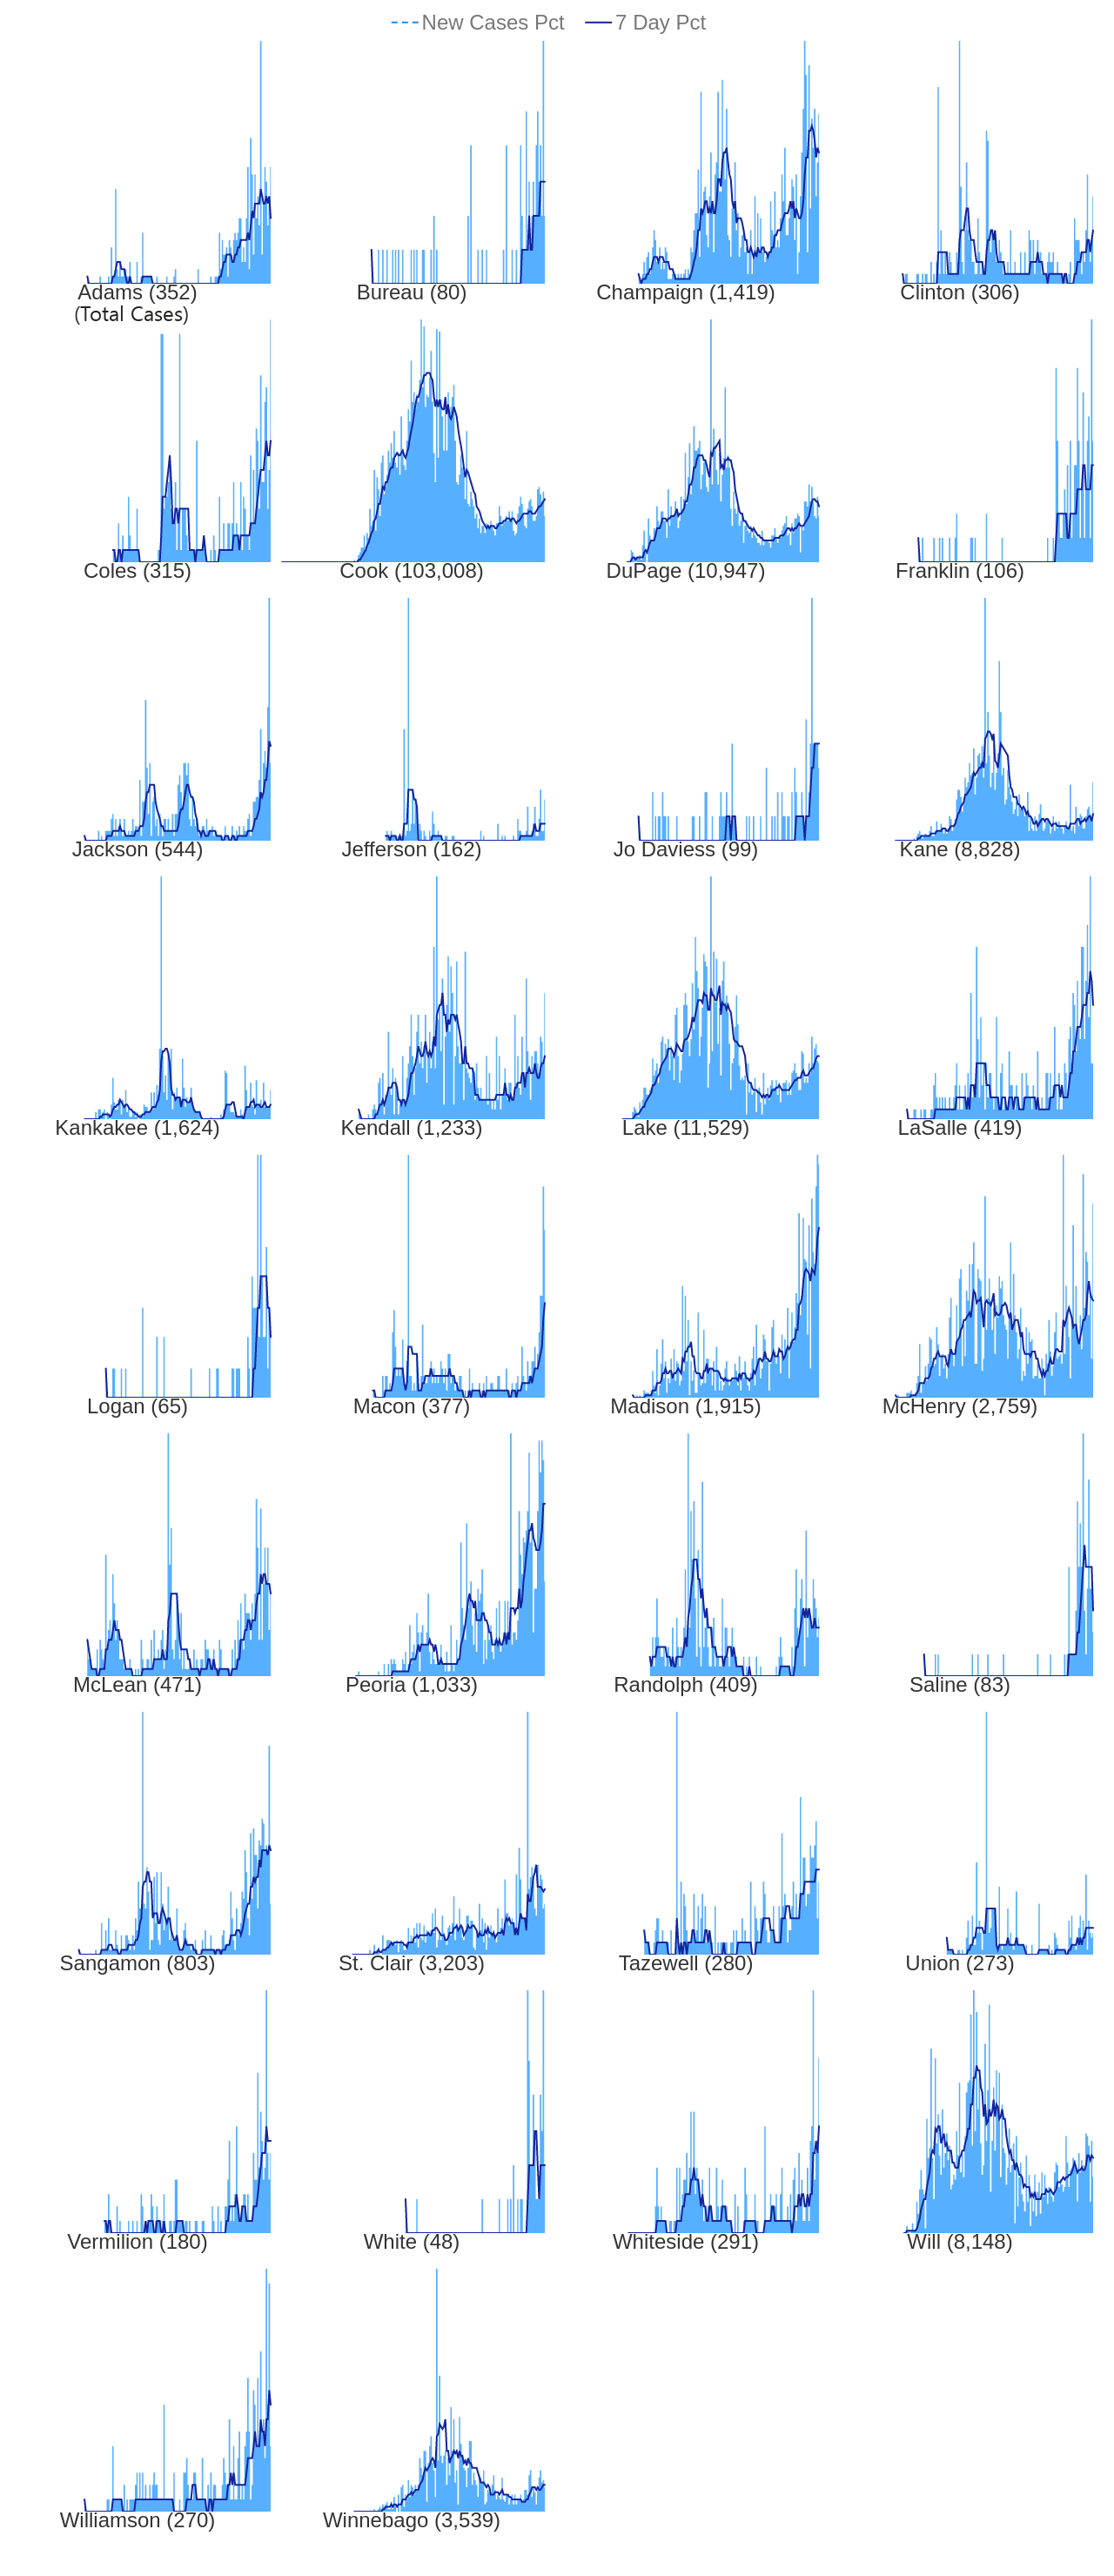 New Cases Pct 7 Day Pct
Adams (352) Bureau (80) Champaign (1,419) Clinton (306)
(Total Cases)
Coles (315) Cook (103,008) DuPage (10,947) Franklin (106)
Jackson (544) Jefferson (162) Jo Daviess (99) Kane (8,828)
Kankakee (1,624) Kendall (1,233) Lake (11,529) LaSalle (419)
Logan (65) Macon (377) Madison (1,915) McHenry (2,759)
McLean (471) Peoria (1,033) Randolph (409) Saline (83)
Sangamon (803) St. Clair (3,203) Tazewell (280) Union (273)
Vermilion (180) White (48) Whiteside (291) Will (8,148)
Williamson (270) Winnebago (3,539)